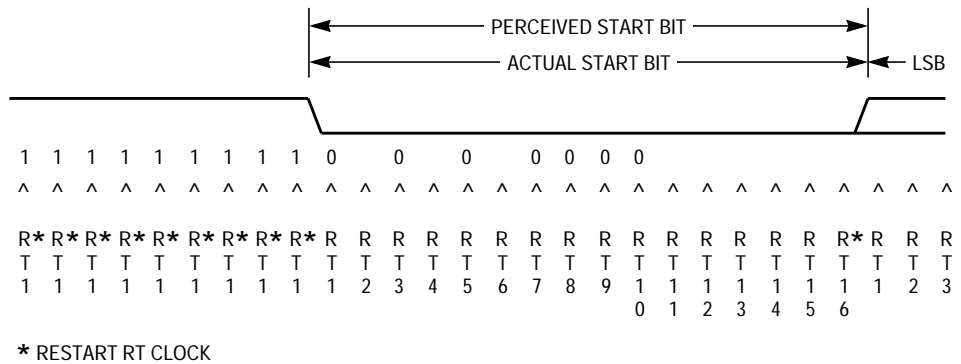 PERCEIVED START BIT
ACTUAL START BIT LSB
1 1 1 1 1 1 1 1 1 0 0 0 0 0 0 0
^ ^ ^ ^ ^ ^ ^ ^ ^ ^ ^ ^ ^ ^ ^ ^ ^ ^ ^ ^ ^ ^ ^ ^ ^ ^ ^ ^
R* R* R* R* R* R* R* R* R* R R R R R R R R R R R R R R R R* R R R
T T T T T T T T T T T T T T T T T T T T T T T T T T T T
1 1 1 1 1 1 1 1 1 1 2 3 4 5 6 7 8 9 1 1 1 1 1 1 1 1 2 3
0 1 2 3 4 5 6
* RESTART RT CLOCK